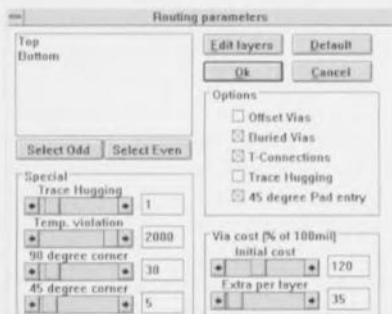 Routing parameters
Top
Bottom
Edit layers
Default
Ok
Cancel
Options
Offset Vias
Buried Vias
T-Connections
Trace Hugging
45 degree Pad entry
Select Odd
Select Even
Special
Trace Hugging
1
Temp. violation
2000
90 degree corner
30
45 degree corner
5
Via cost (% of 100mil)
Initial cost
120
Extra per layer
35